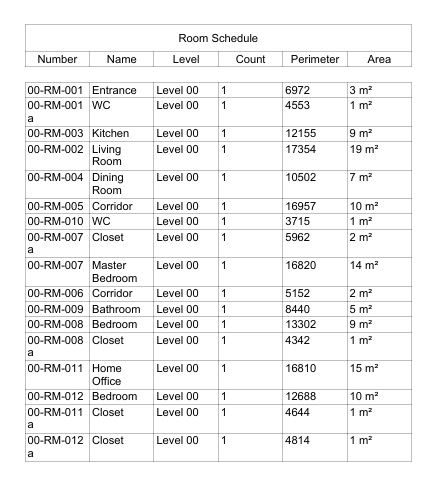 Room Schedule
Number Name Level Count Perimeter Area
00-RM-001 Entrance Level 00 1 6972 3 m²
00-RM-001 WC Level 00 1 4553 1 m²
a
00-RM-003 Kitchen Level 00 1 12155 9 m²
00-RM-002 Living Level 00 1 17354 19 m²
Room
00-RM-004 Dining Level 00 1 10502 7 m²
Room
00-RM-005 Corridor Level 00 1 16957 10 m²
00-RM-010 WC Level 00 1 3715 1 m²
00-RM-007 Closet Level 00 1 5962 2 m²
a
00-RM-007 Master Level 00 1 16820 14 m²
Bedroom
00-RM-006 Corridor Level 00 1 5152 2 m²
00-RM-009 Bathroom Level 00 1 8440 5 m²
00-RM-008 Bedroom Level 00 1 13302 9 m²
00-RM-008 Closet Level 00 1 4342 1 m²
a
00-RM-011 Home Level 00 1 16810 15 m²
Office
00-RM-012 Bedroom Level 00 1 12688 10 m²
00-RM-011 Closet Level 00 1 4644 1 m²
a
00-RM-012 Closet Level 00 1 4814 1 m²
a